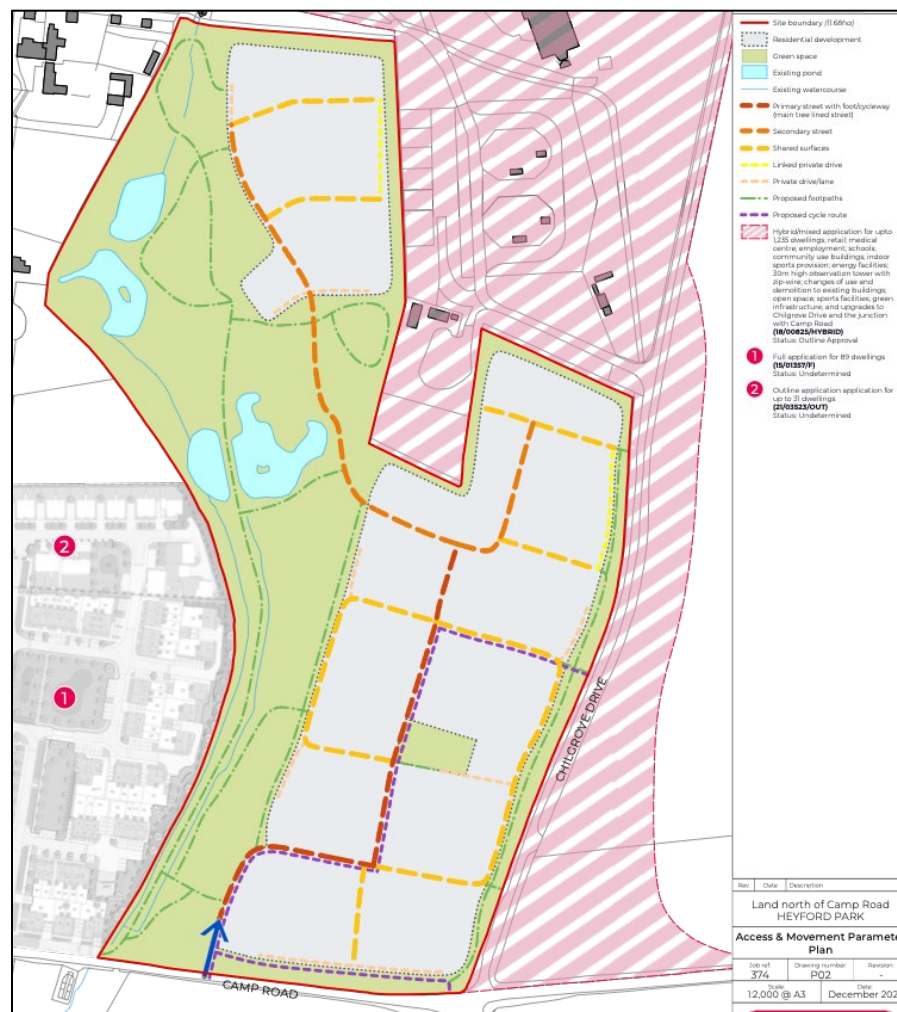 Site boundary (11.68ha)
Residential development
Green space
Existing pond
Existing watercourse
Primary street with foot/cycleway
(main tree lined street)
Secondary street
Shared surfaces
Linked private drive
Private drive/lane
Proposed footpaths
Proposed cycle route
Hybrid/mixed application for upto
1,235 dwellings; retail; medical
centre; employment; schools;
community use buildings; indoor
sports provision; energy facilities;
30m high observation tower with
zip-wire; changes of use and
demolition to existing buildings;
open space; sports facilities; green
infrastructure; and upgrades to
Chilgrove Drive and the junction
with Camp Road
(18/00825/HYBRID)
Status: Outline Approval
1 Full application for 89 dwellings
(15/01357/F)
Status: Undetermined
2 Outline application application for
up to 31 dwellings
(21/03523/OUT)
Status: Undetermined
2
1
CHILGROVE DRIVE
CAMP ROAD
Rev. Date Description
Land north of Camp Road
HEYFORD PARK
Access & Movement Paramete
Plan
Job ref: Drawing number: Revision:
374 P02 -
Scale: Date:
1:2,000 @ A3 December 202